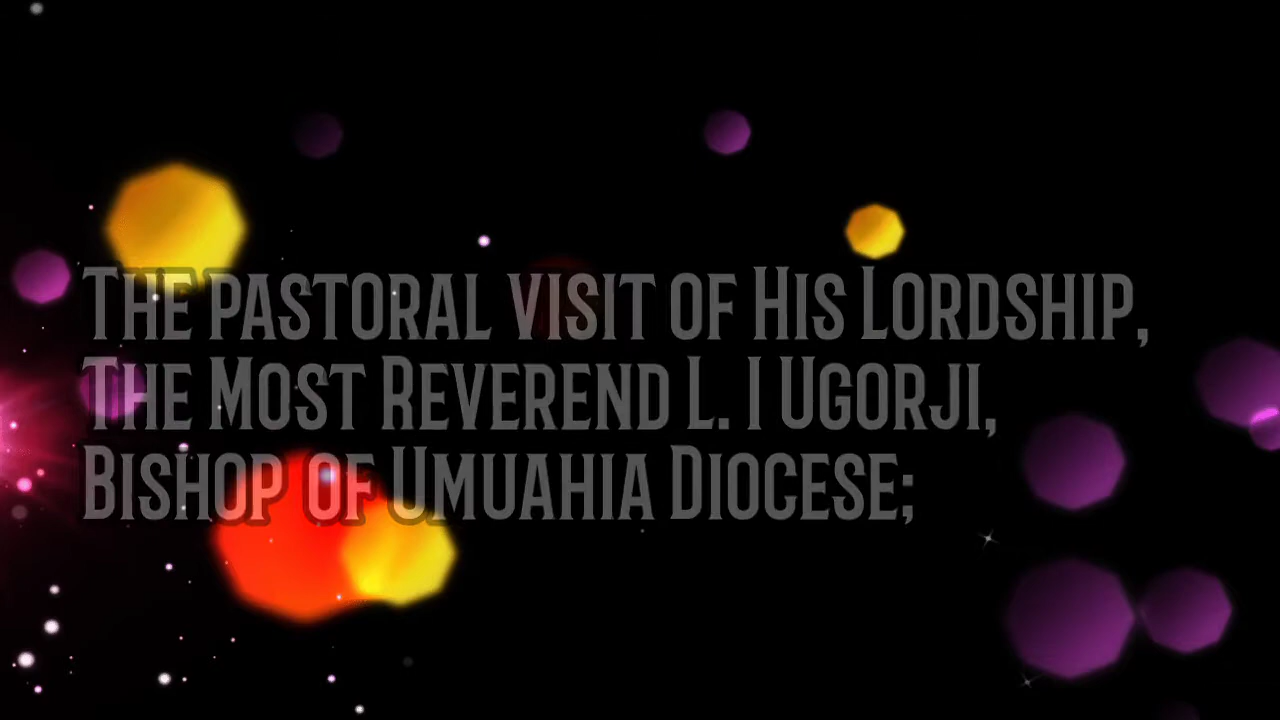 The pastoral visit of His Lordship,
The Most Reverend L. I Ugorji,
Bishop of Umuahia Diocese;